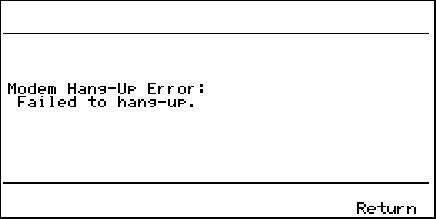 Modem Hang-Up Error:
Failed to hang-up.
Return